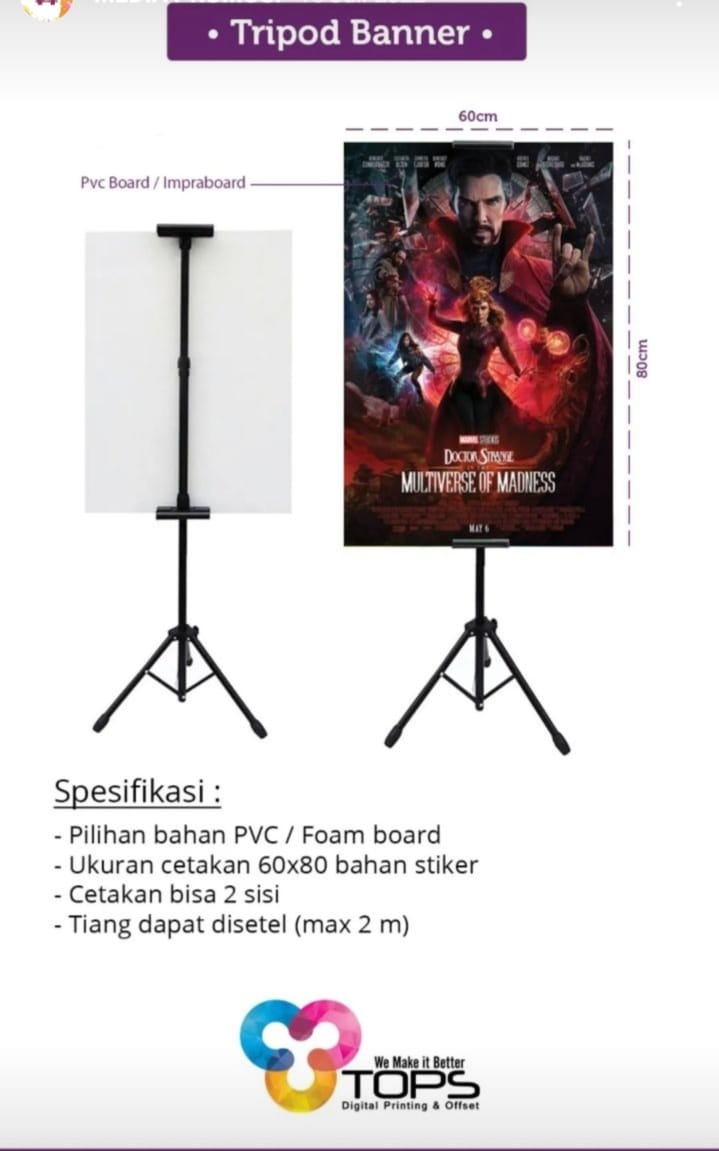 • Tripod Banner •
60cm
Pvc Board / Impraboard
80cm
MARVEL STUDIOS
DOCTOR STRANGE
IN THE
MULTIVERSE OF MADNESS
MAY 6
Spesifikasi :
- Pilihan bahan PVC / Foam board
- Ukuran cetakan 60x80 bahan stiker
- Cetakan bisa 2 sisi
- Tiang dapat disetel (max 2 m)
We Make it Better
TOPS
Digital Printing & Offset